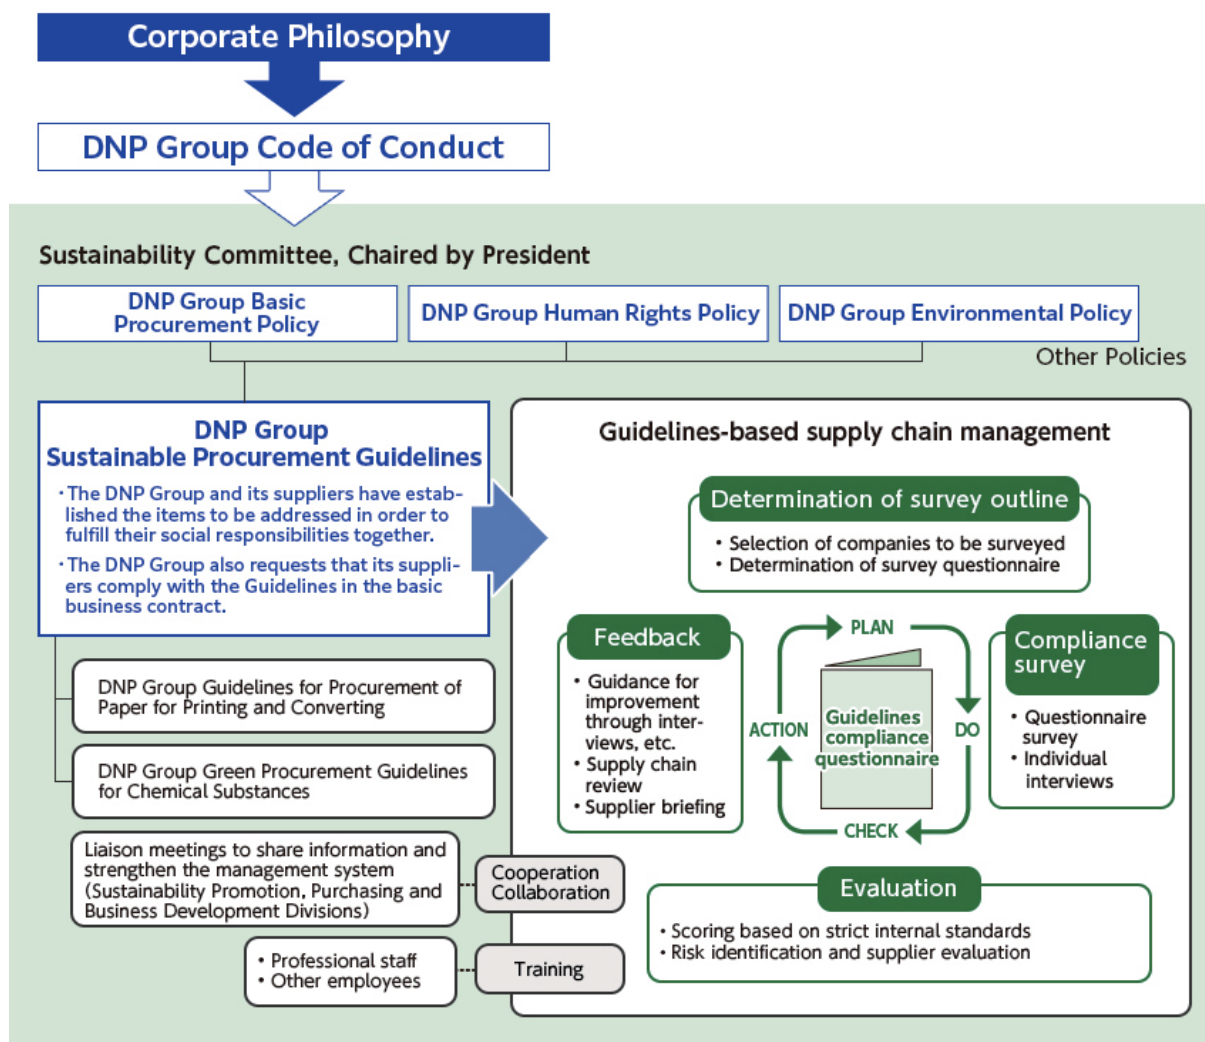 Corporate Philosophy
DNP Group Code of Conduct
Sustainability Committee, Chaired by President
DNP Group Basic
Procurement Policy
DNP Group Human Rights Policy
DNP Group Environmental Policy
Other Policies
DNP Group
Sustainable Procurement Guidelines
・The DNP Group and its suppliers have estab-
lished the items to be addressed in order to
fulfill their social responsibilities together.
・The DNP Group also requests that its suppli-
ers comply with the Guidelines in the basic
business contract.
DNP Group Guidelines for Procurement of
Paper for Printing and Converting
DNP Group Green Procurement Guidelines
for Chemical Substances
Liaison meetings to share information and
strengthen the management system
(Sustainability Promotion, Purchasing and
Business Development Divisions)
Cooperation
Collaboration
• Professional staff
• Other employees
Training
Guidelines-based supply chain management
Determination of survey outline
• Selection of companies to be surveyed
• Determination of survey questionnaire
Feedback
• Guidance for
improvement
through inter-
views, etc.
• Supply chain
review
• Supplier briefing
PLAN
ACTION
Guidelines
compliance
questionnaire
DO
CHECK
Compliance
survey
• Questionnaire
survey
• Individual
interviews
Evaluation
• Scoring based on strict internal standards
• Risk identification and supplier evaluation